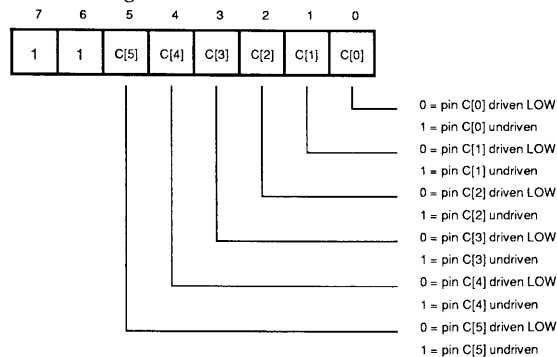 7 6 5 4 3 2 1 0
1 1 C[5] C[4] C[3] C[2] C[1] C[0]
0 = pin C[0] driven LOW
1 = pin C[0] undriven
0 = pin C[1] driven LOW
1 = pin C[1] undriven
0 = pin C[2] driven LOW
1 = pin C[2] undriven
0 = pin C[3] driven LOW
1 = pin C[3] undriven
0 = pin C[4] driven LOW
1 = pin C[4] undriven
0 = pin C[5] driven LOW
1 = pin C[5] undriven